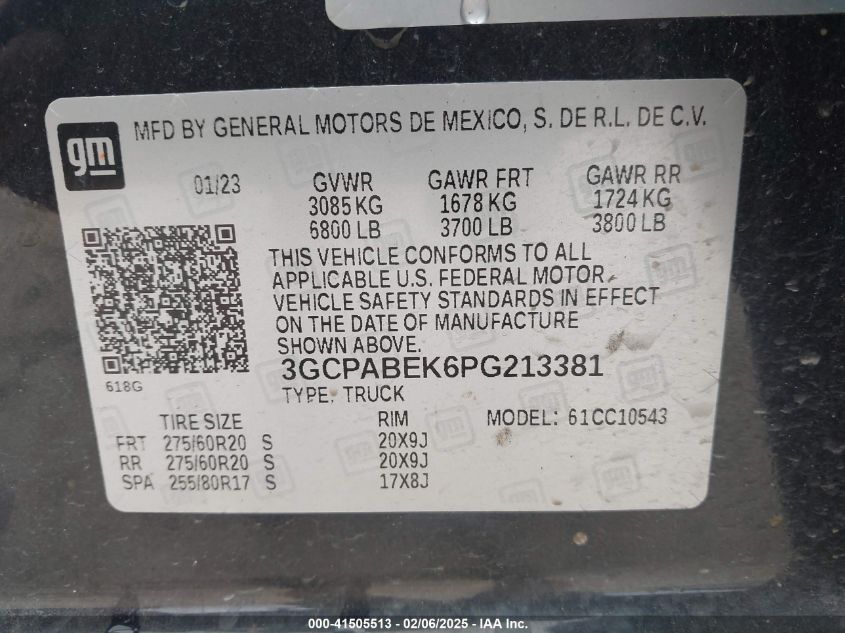 gm
MFD BY GENERAL MOTORS DE MEXICO, S. DE R.L. DE C.V.
01/23 GVWR GAWR FRT GAWR RR
3085 KG 1678 KG 1724 KG
6800 LB 3700 LB 3800 LB
THIS VEHICLE CONFORMS TO ALL
APPLICABLE U.S. FEDERAL MOTOR
VEHICLE SAFETY STANDARDS IN EFFECT
ON THE DATE OF MANUFACTURE
SHOWN ABOVE.
3GCPABEK6PG213381
618G
TYPE: TRUCK
TIRE SIZE RIM MODEL: 61CC10543
FRT 275/60R20 S 20X9J
RR 275/60R20 S 20X9J
SPA 255/80R17 S 17X8J
000-41505513 - 02/06/2025 - IAA Inc.